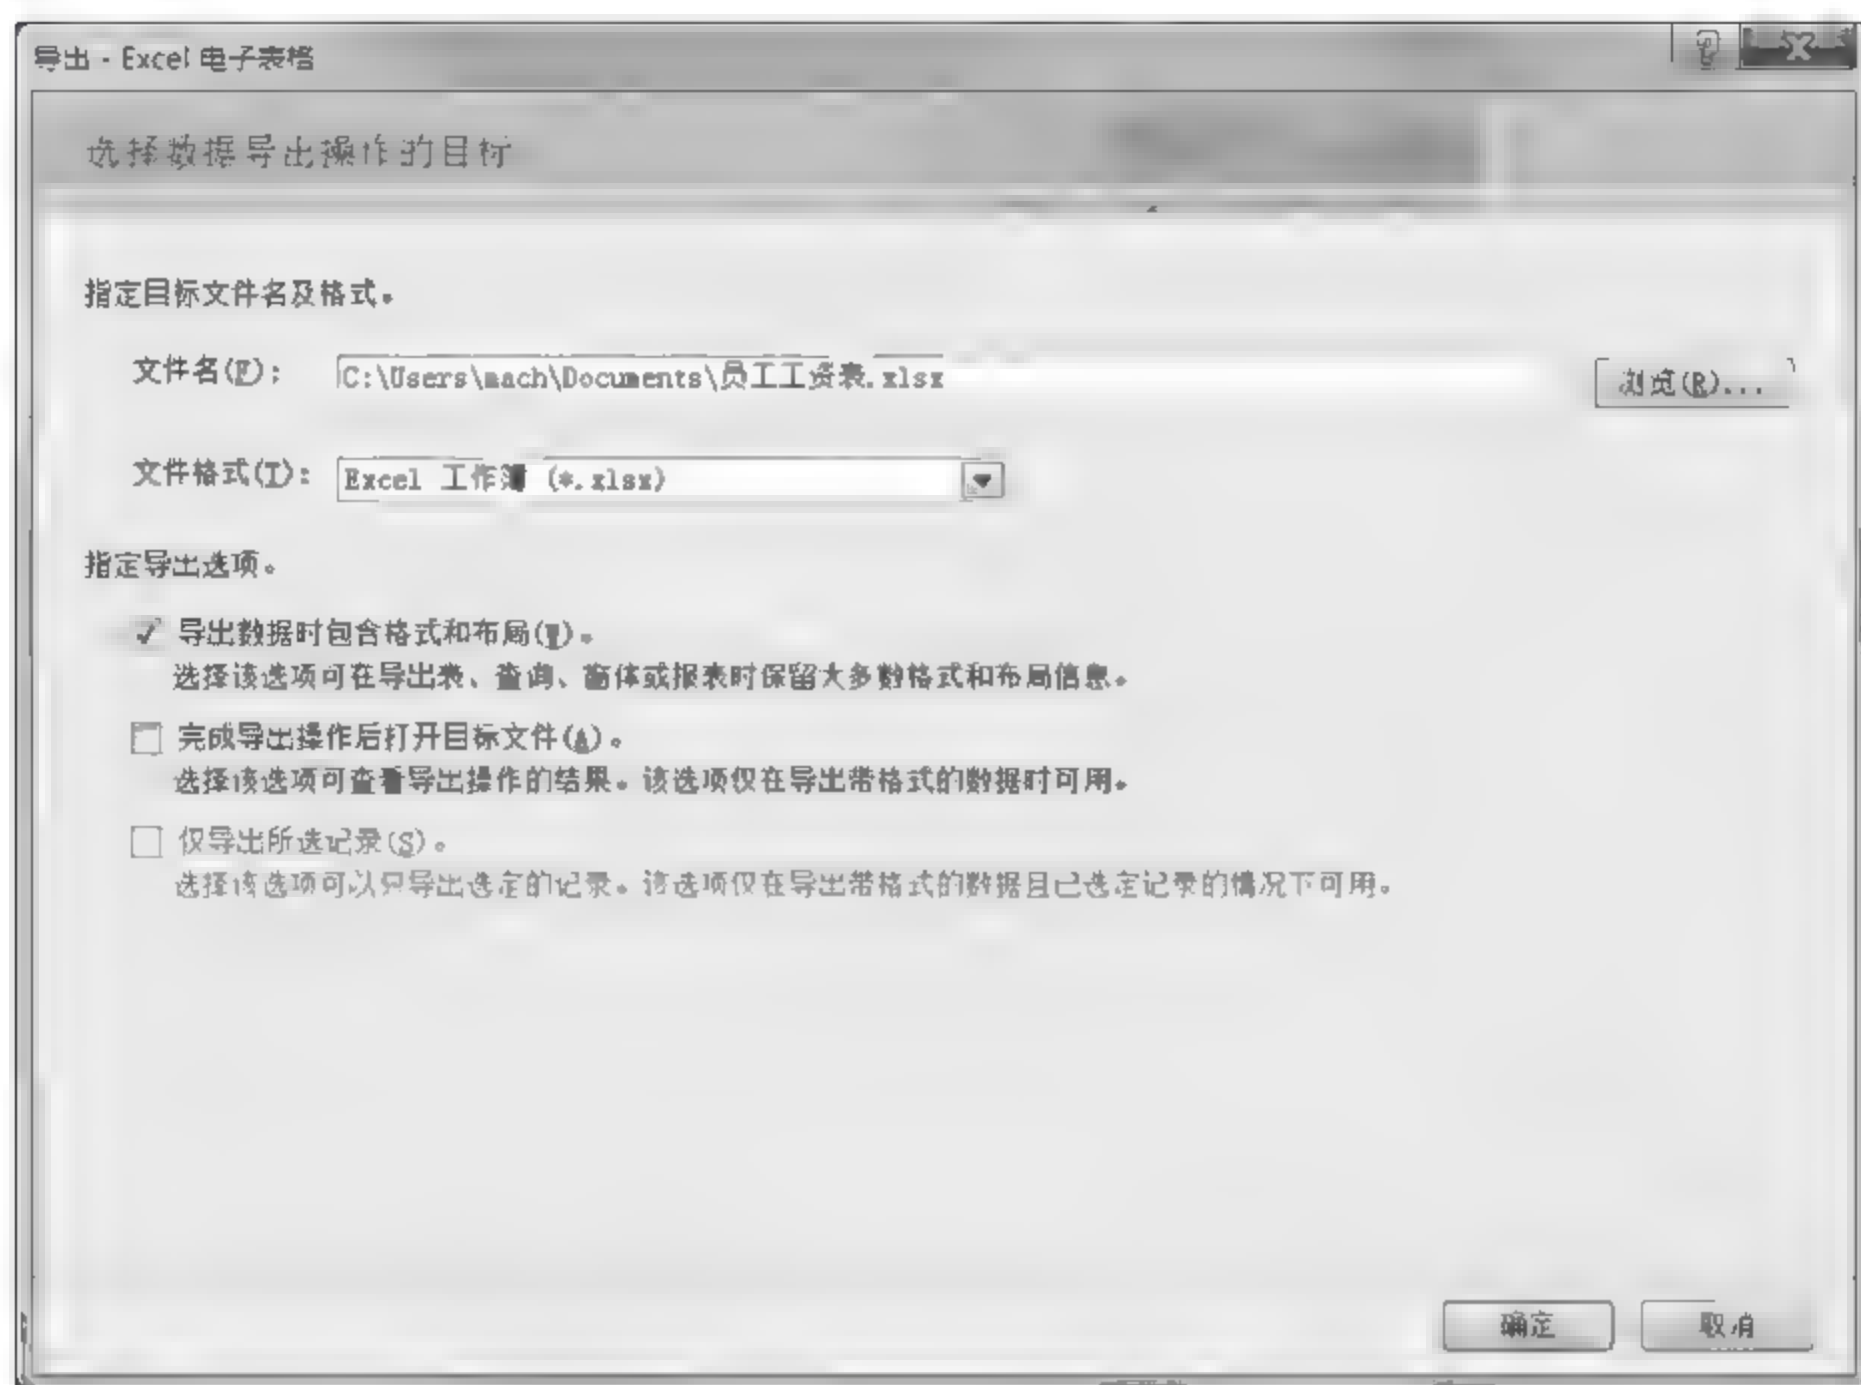 导出 - Excel 电子表格
选择数据导出操作的目标
指定目标文件名及格式。
文件名(F):
C:\Users\mach\Documents\员工工资表.xlsx
浏览(R)...
文件格式(T):
Excel 工作簿 (*.xlsx)
指定导出选项。
导出数据时包含格式和布局(W)。
选择该选项可在导出表、查询、窗体或报表时保留大多数格式和布局信息。
完成导出操作后打开目标文件(A)。
选择该选项可查看导出操作的结果。该选项仅在导出带格式的数据时可用。
仅导出所选记录(S)。
选择该选项可以只导出选定的记录。该选项仅在导出带格式的数据且已选定记录的情况下可用。
确定
取消